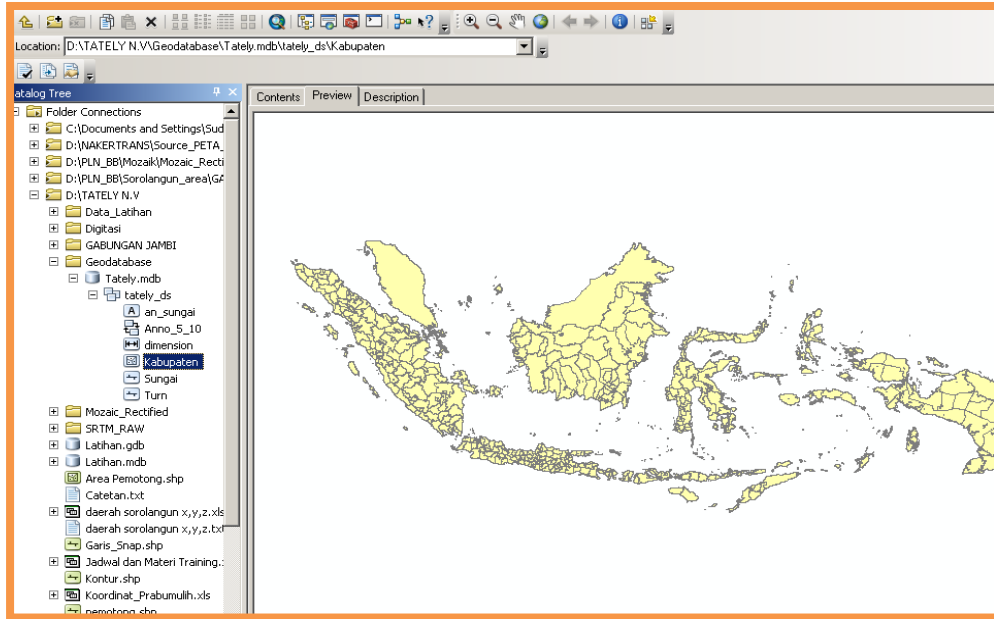 Location: D:\TATELY N.V\Geodatabase\Tately.mdb\tately_ds\Kabupaten
atalog Tree
Contents Preview Description
Folder Connections
C:\Documents and Settings\Sud
D:\NAKERTRANS\Source_PETA_
D:\PLN_BB\Mozaik\Mozaic_Recti
D:\PLN_BB\Sorolangun_area\GA
D:\TATELY N.V
Data_Latihan
Digitasi
GABUNGAN JAMBI
Geodatabase
Tately.mdb
tately_ds
an_sungai
Anno_5_10
dimension
Kabupaten
Sungai
Turn
Mozaic_Rectified
SRTM_RAW
Latihan.gdb
Latihan.mdb
Area Pemotong.shp
Catetan.txt
daerah sorolangun x,y,z.xls
daerah sorolangun x,y,z.tx
Garis_Snap.shp
Jadwal dan Materi Training.
Kontur.shp
Koordinat_Prabumulih.xls
pemotong.shp